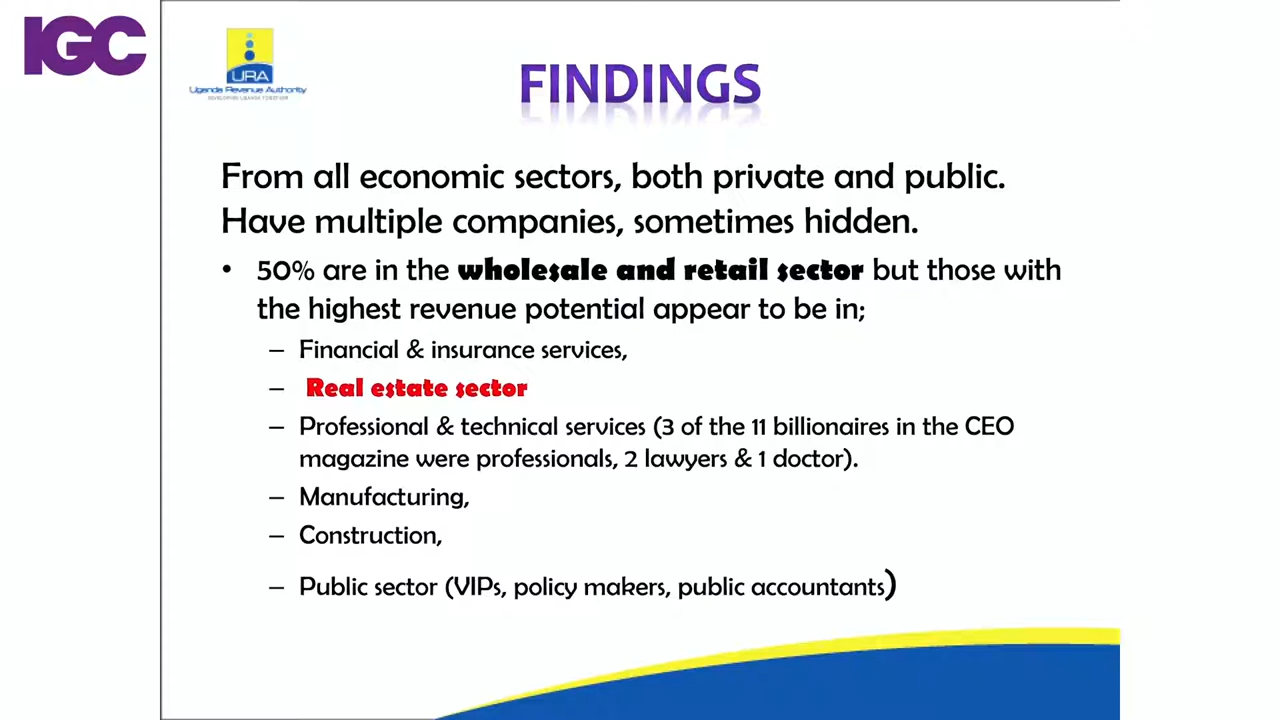 IGC
URA
Uganda Revenue Authority
DEVELOPING UGANDA TOGETHER
FINDINGS
From all economic sectors, both private and public.
Have multiple companies, sometimes hidden.
• 50% are in the wholesale and retail sector but those with
the highest revenue potential appear to be in;
– Financial & insurance services,
– Real estate sector
– Professional & technical services (3 of the 11 billionaires in the CEO
magazine were professionals, 2 lawyers & 1 doctor).
– Manufacturing,
– Construction,
– Public sector (VIPs, policy makers, public accountants)